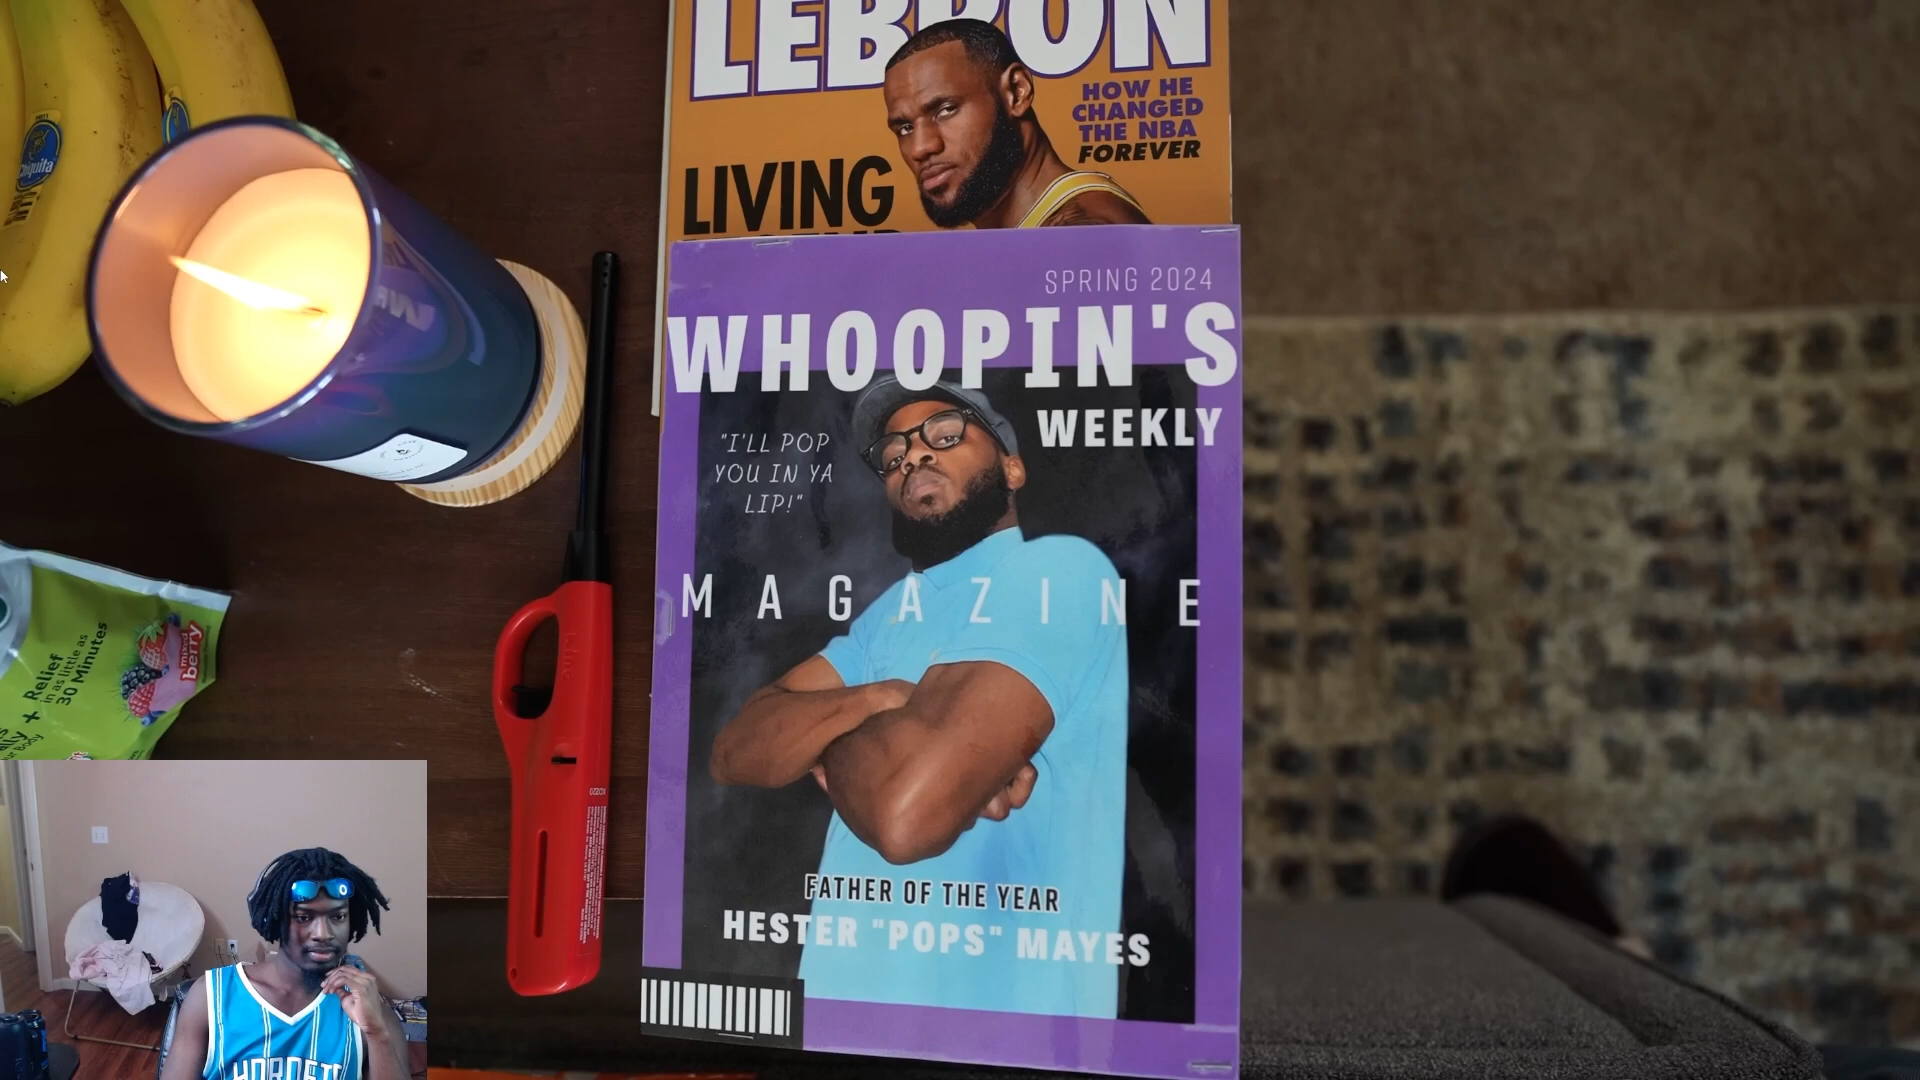 LEBRON
HOW HE
CHANGED
THE NBA
FOREVER
LIVING
Chiquita
SPRING 2024
WHOOPIN'S
WEEKLY
"I'LL POP
YOU IN YA
LIP!"
MAGAZINE
FATHER OF THE YEAR
HESTER "POPS" MAYES
Relief
in as little as
30 Minutes
mixed
berry
HORNETS